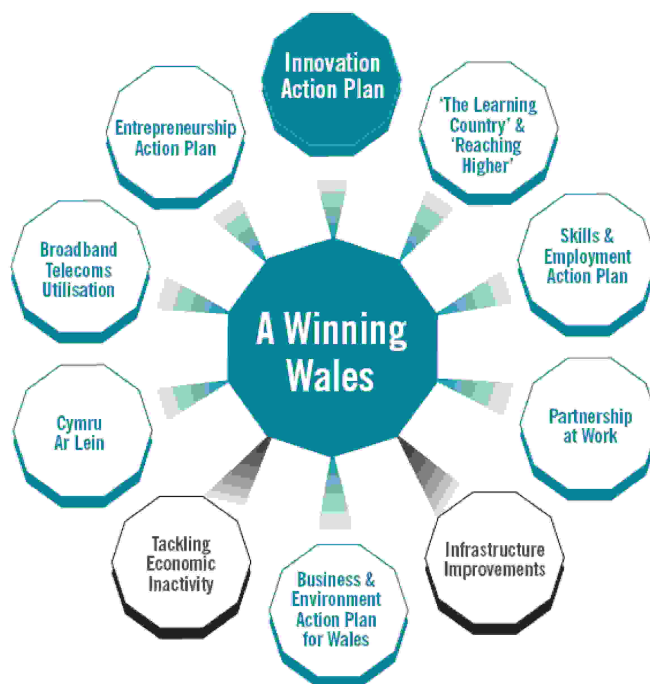 Innovation
Action Plan
'The Learning
Country' &
'Reaching
Higher'
Entrepreneurship
Action Plan
Skills &
Employment
Action Plan
Broadband
Telecoms
Utilisation
A Winning
Wales
Cymru
Ar Lein
Partnership
at Work
Tackling
Economic
Inactivity
Infrastructure
Improvements
Business &
Environment
Action Plan
for Wales